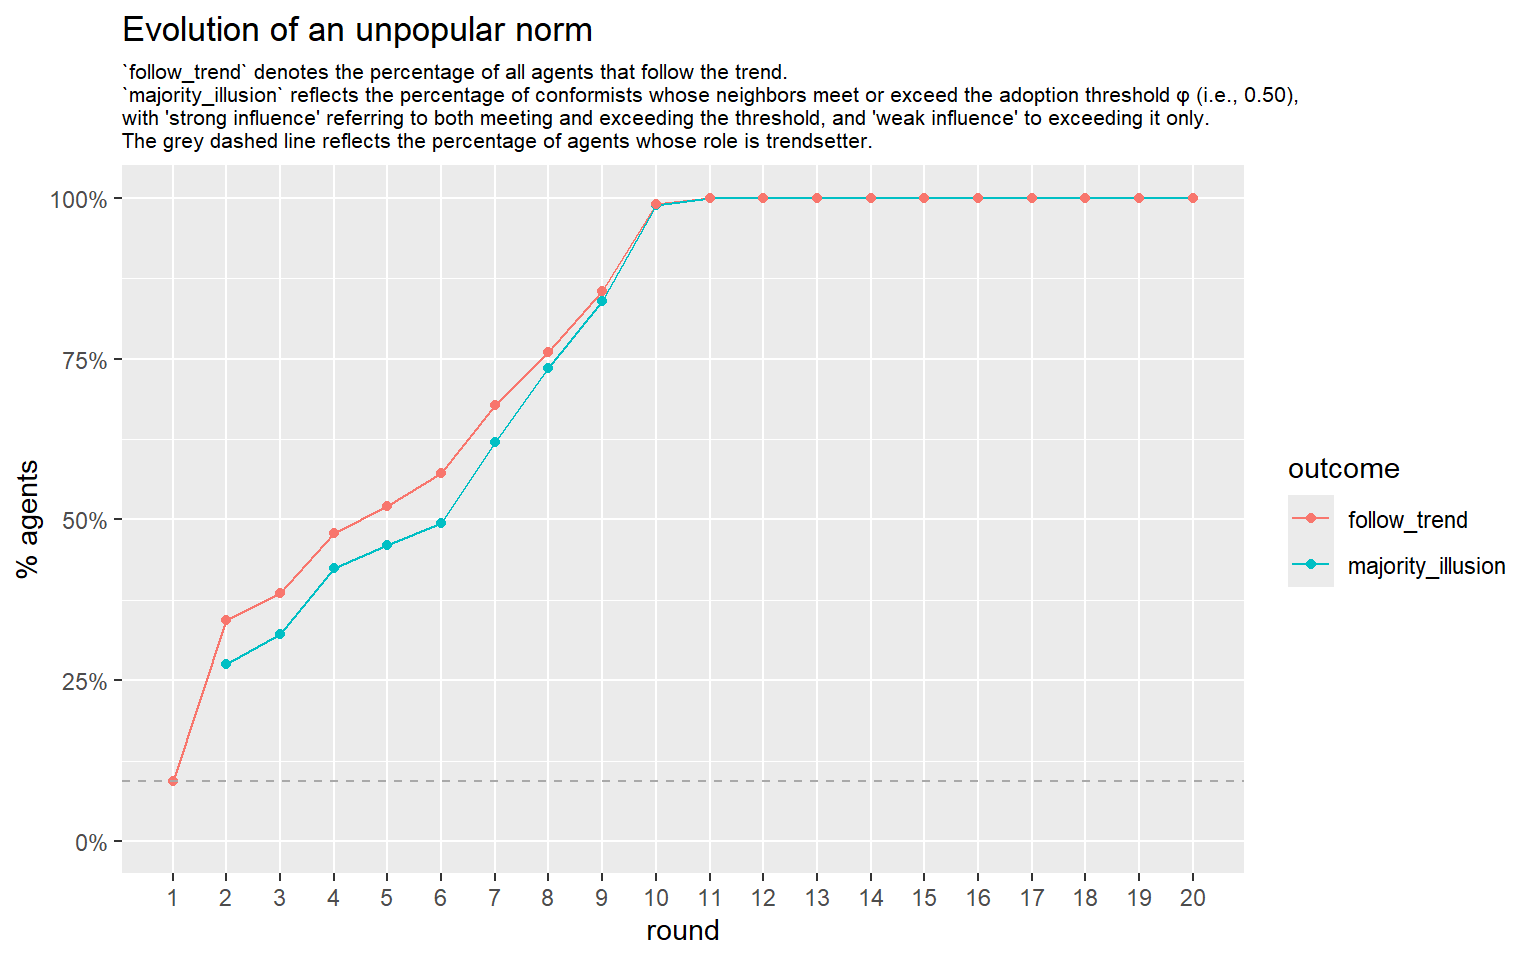 Evolution of an unpopular norm
`follow_trend` denotes the percentage of all agents that follow the trend.
`majority_illusion` reflects the percentage of conformists whose neighbors meet or exceed the adoption threshold φ (i.e., 0.50),
with 'strong influence' referring to both meeting and exceeding the threshold, and 'weak influence' to exceeding it only.
The grey dashed line reflects the percentage of agents whose role is trendsetter.
100%
75%
50%
25%
0%
% agents
1 2 3 4 5 6 7 8 9 10 11 12 13 14 15 16 17 18 19 20
round
outcome
follow_trend
majority_illusion